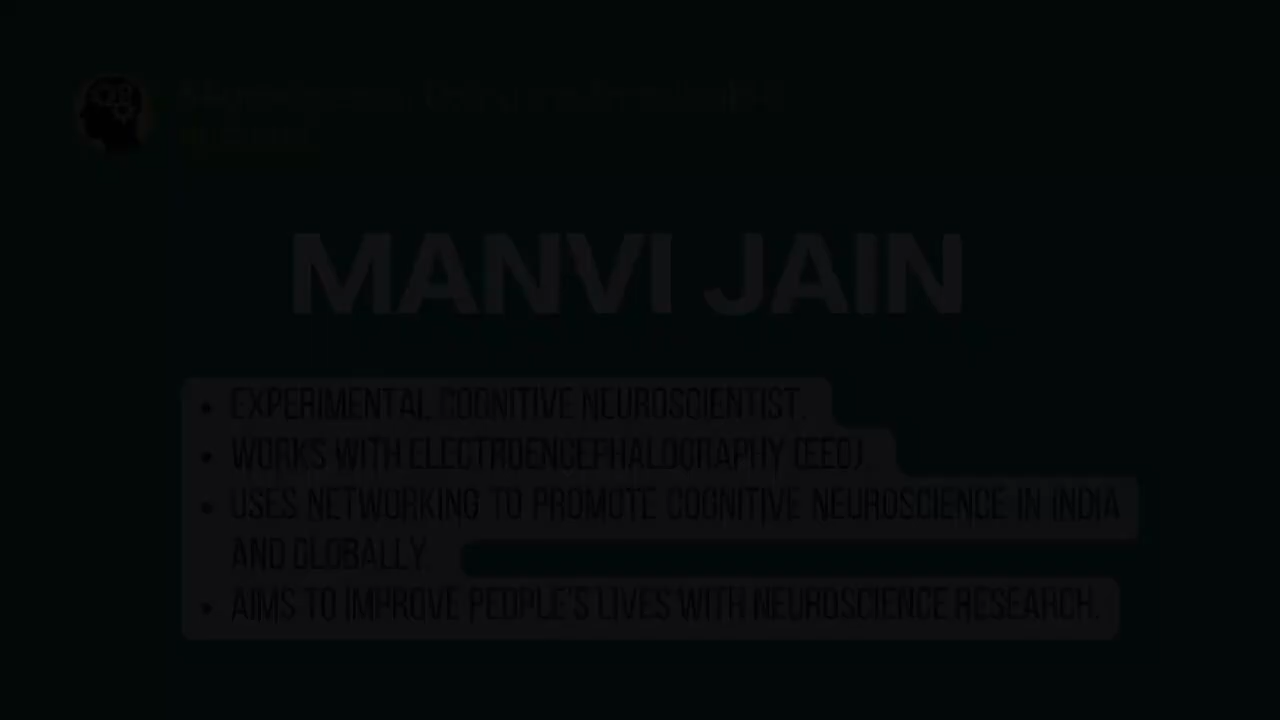 MANVI JAIN
• EXPERIMENTAL COGNITIVE NEUROSCIENTIST.
• WORKS WITH ELECTROENCEPHALOGRAPHY (EEG).
• USES NETWORKING TO PROMOTE COGNITIVE NEUROSCIENCE IN INDIA
AND GLOBALLY.
• AIMS TO IMPROVE PEOPLE'S LIVES WITH NEUROSCIENCE RESEARCH.